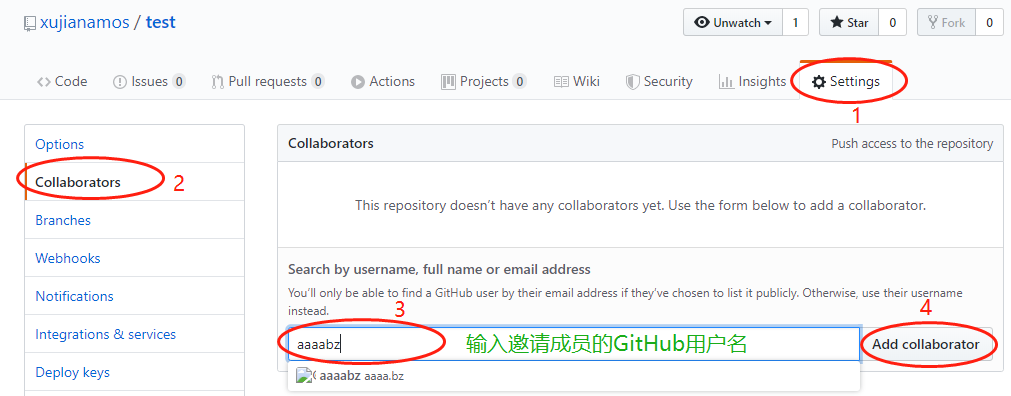 xujianamos / test
Unwatch 1 Star 0 Fork 0
Code Issues 0 Pull requests 0 Actions Projects 0 Wiki Security Insights Settings
1
Options
Collaborators
2
Branches
Webhooks
Notifications
Integrations & services
Deploy keys
Collaborators Push access to the repository
This repository doesn't have any collaborators yet. Use the form below to add a collaborator.
Search by username, full name or email address
You'll only be able to find a GitHub user by their email address if they've chosen to list it publicly. Otherwise, use their username
instead.
3
4
aaaabz 输入邀请成员的GitHub用户名 Add collaborator
aaaabz aaaa.bz